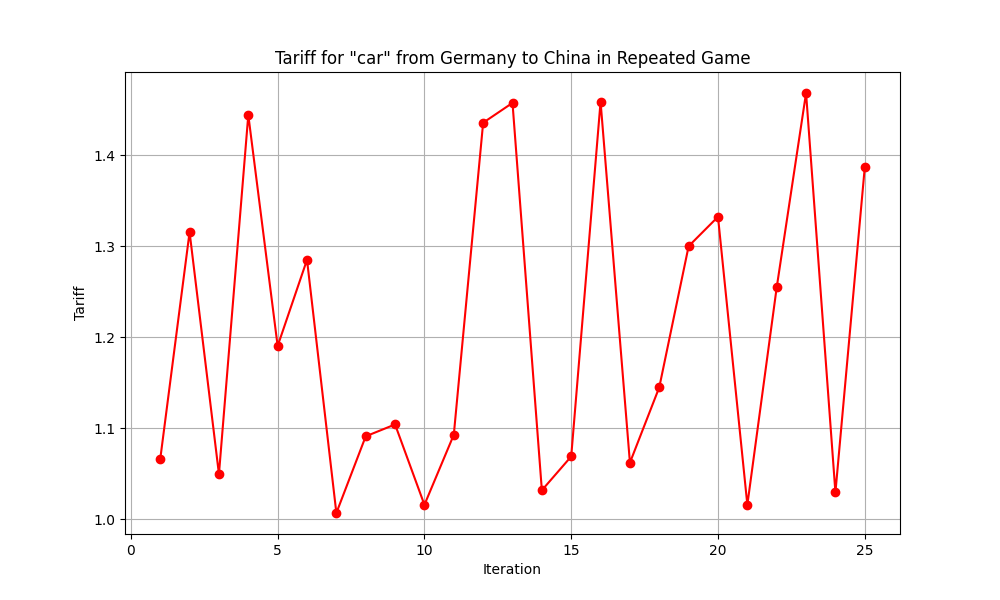 Tariff for "car" from Germany to China in Repeated Game
Tariff
1.4
1.3
1.2
1.1
1.0
0 5 10 15 20 25
Iteration